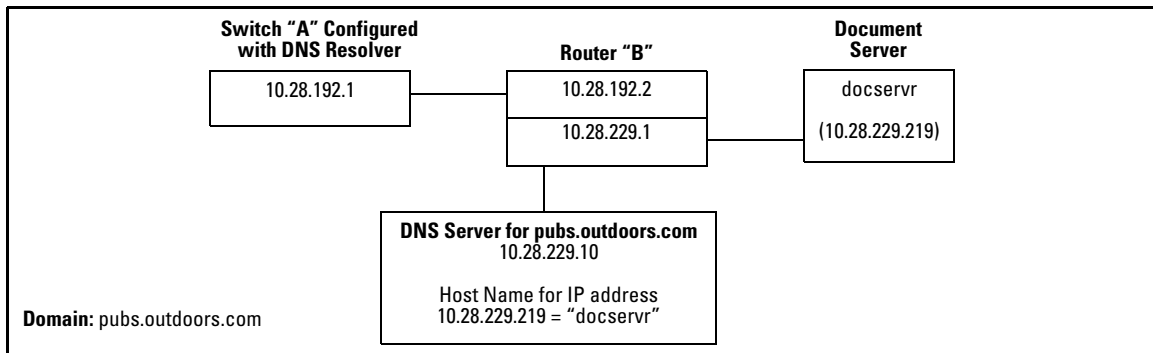 Switch “A” Configured
with DNS Resolver
10.28.192.1
Router “B”
10.28.192.2
10.28.229.1
Document
Server
docservr
(10.28.229.219)
DNS Server for pubs.outdoors.com
10.28.229.10
Host Name for IP address
10.28.229.219 = “docservr”
Domain: pubs.outdoors.com